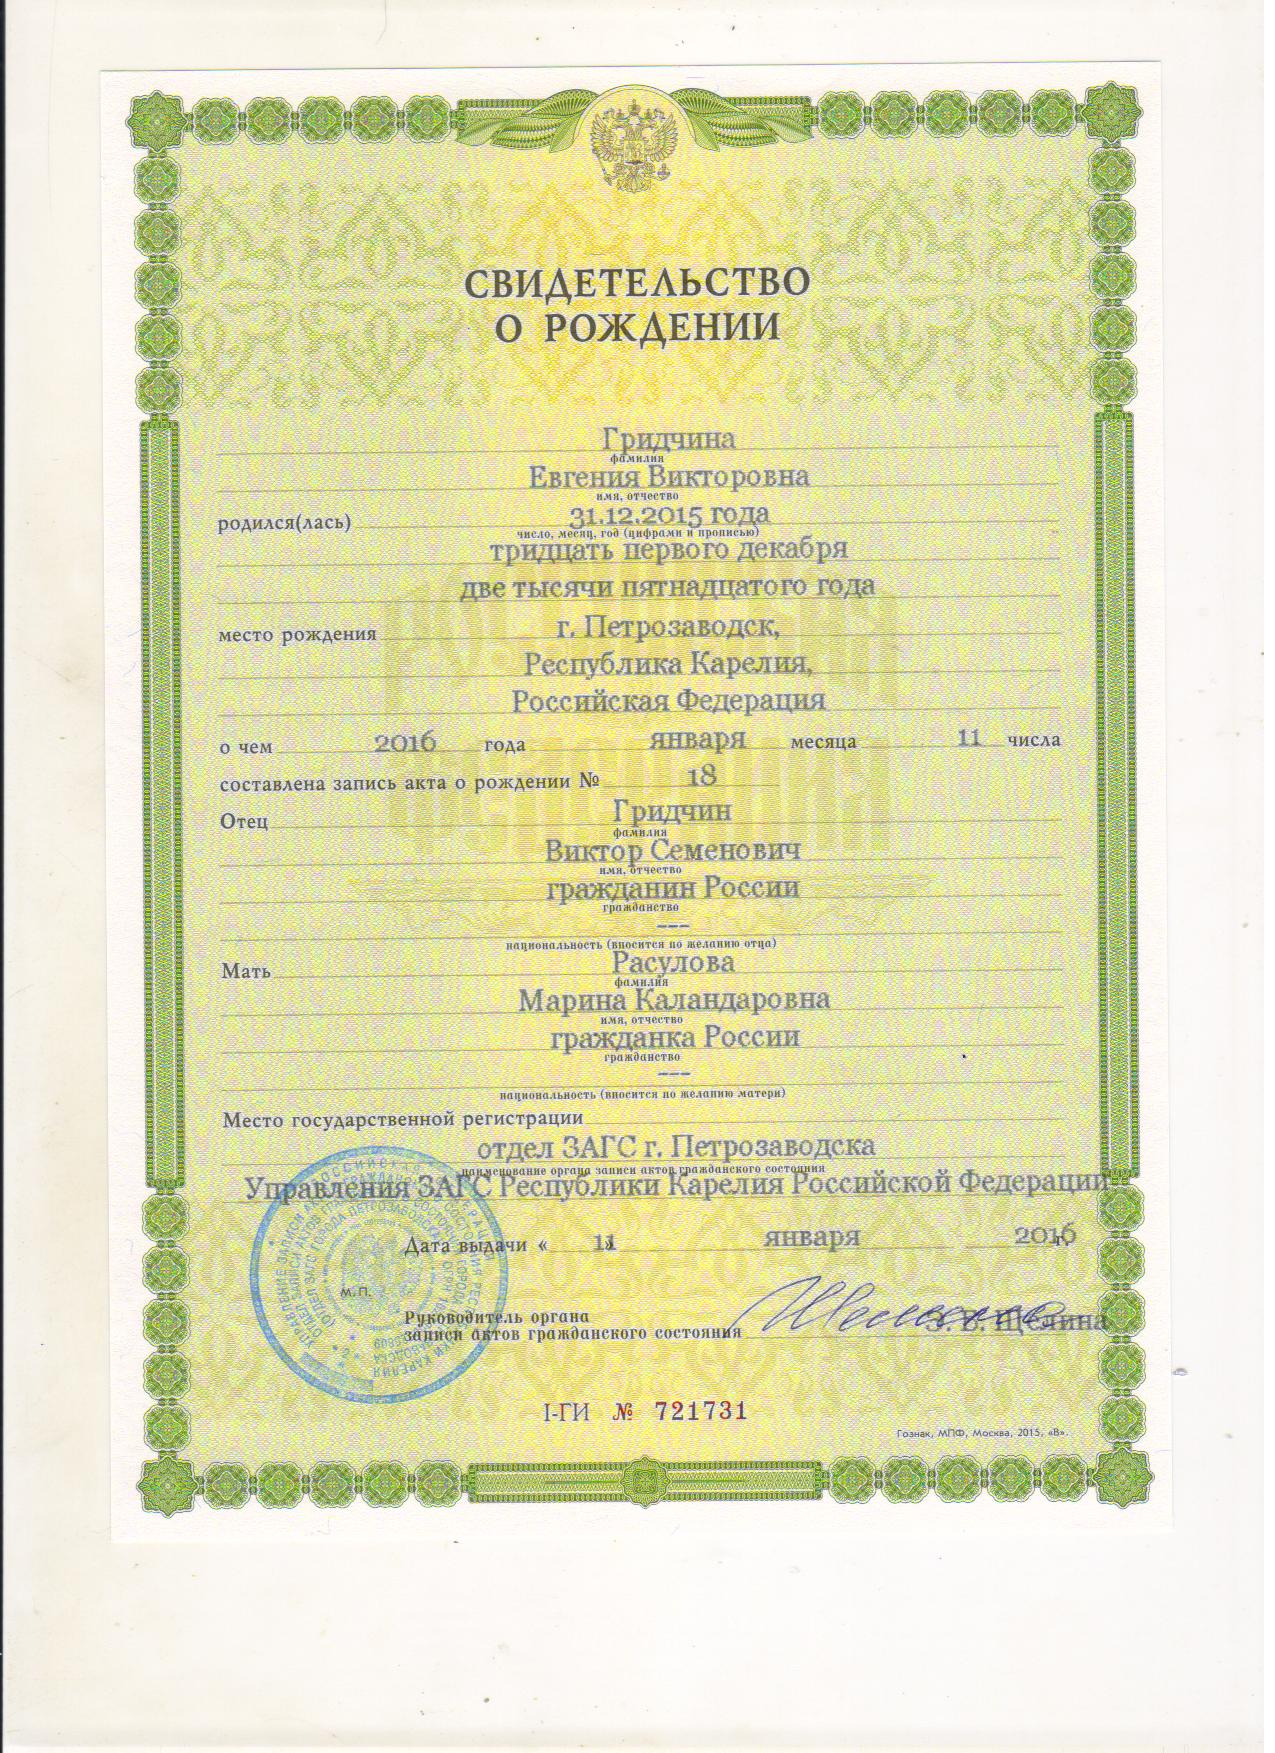 СВИДЕТЕЛЬСТВО
О РОЖДЕНИИ
Гридчина
фамилия
Евгения Викторовна
имя, отчество
родился(лась) 31.12.2015 года
число, месяц, год (цифрами и прописью)
тридцать первого декабря
две тысячи пятнадцатого года
место рождения г. Петрозаводск,
Республика Карелия,
Российская Федерация
о чем 2016 года января месяца 11 числа
составлена запись акта о рождении № 18
Отец Гридчин
фамилия
Виктор Семенович
имя, отчество
гражданин России
гражданство
---
национальность (вносится по желанию отца)
Мать Расулова
фамилия
Марина Каландаровна
имя, отчество
гражданка России
гражданство
---
национальность (вносится по желанию матери)
Место государственной регистрации
отдел ЗАГС г. Петрозаводска
наименование органа записи актов гражданского состояния
Управления ЗАГС Республики Карелия Российской Федерации
Дата выдачи « 11 » января 2016 г.
М.П.
Руководитель органа
записи актов гражданского состояния Э. В. Щелина
I-ГИ № 721731
Гознак, МПФ, Москва, 2015, «В».